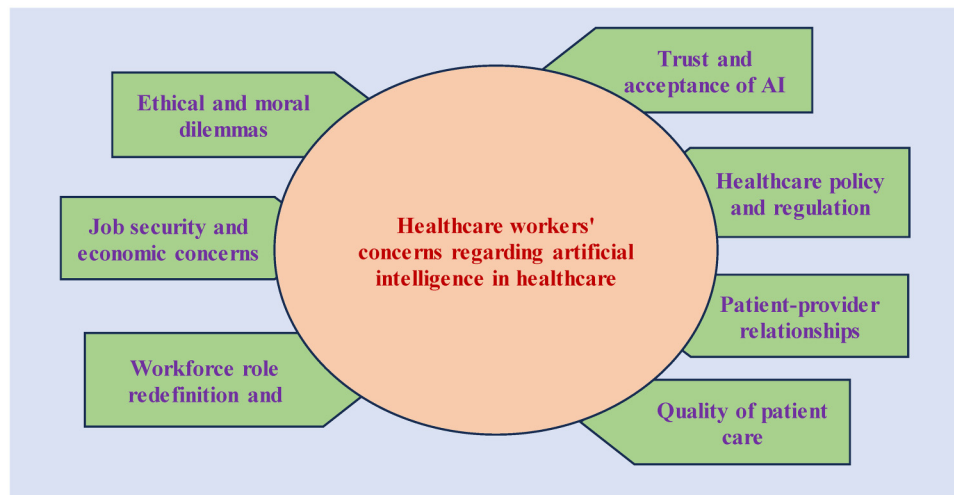 Trust and
acceptance of AI
Ethical and moral
dilemmas
Healthcare policy
and regulation
Job security and
economic concerns
Healthcare workers'
concerns regarding artificial
intelligence in healthcare
Patient-provider
relationships
Workforce role
redefinition and
Quality of patient
care